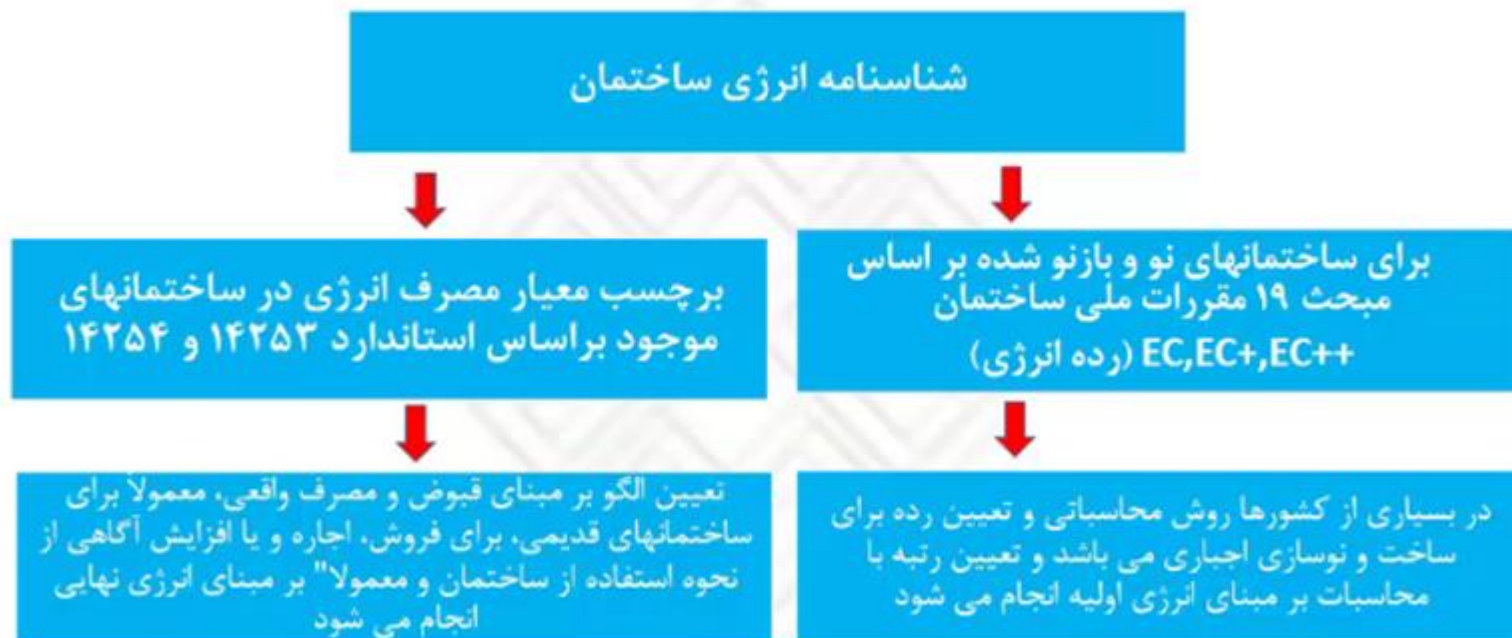 شناسنامه انرژی ساختمان
برای ساختمانهای نو و بازنو شده بر اساس
مبحث ۱۹ مقررات ملی ساختمان
EC,EC+,EC++ (رده انرژی)
برچسب معیار مصرف انرژی در ساختمانهای
موجود براساس استاندارد ۱۴۲۵۳ و ۱۴۲۵۴
در بسیاری از کشورها روش محاسباتی و تعیین رده برای
ساخت و نوسازی اجباری می باشد و تعیین رتبه با
محاسبات بر مبنای انرژی اولیه انجام می شود
تعیین الگو بر مبنای قبوض و مصرف واقعی، معمولاً برای
ساختمانهای قدیمی، برای فروش، اجاره و یا افزایش آگاهی از
نحوه استفاده از ساختمان و معمولا" بر مبنای انرژی نهایی
انجام می شود